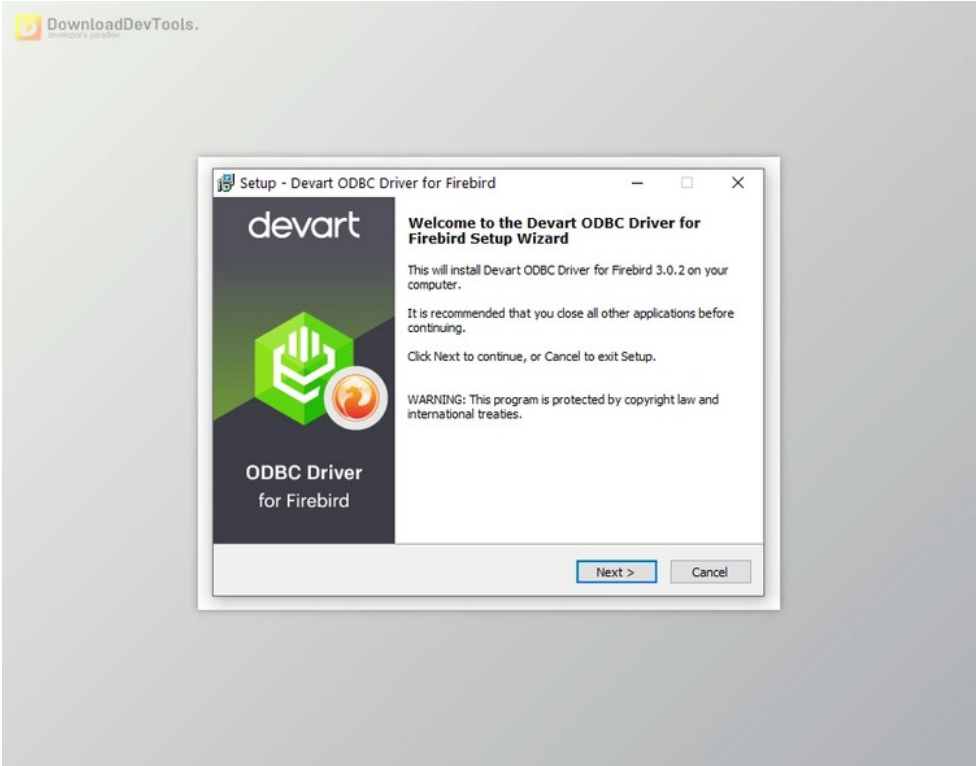 DownloadDevTools.
developer's paradise
Setup - Devart ODBC Driver for Firebird
devart
Welcome to the Devart ODBC Driver for
Firebird Setup Wizard
This will install Devart ODBC Driver for Firebird 3.0.2 on your
computer.
It is recommended that you close all other applications before
continuing.
Click Next to continue, or Cancel to exit Setup.
WARNING: This program is protected by copyright law and
international treaties.
ODBC Driver
for Firebird
Next >
Cancel